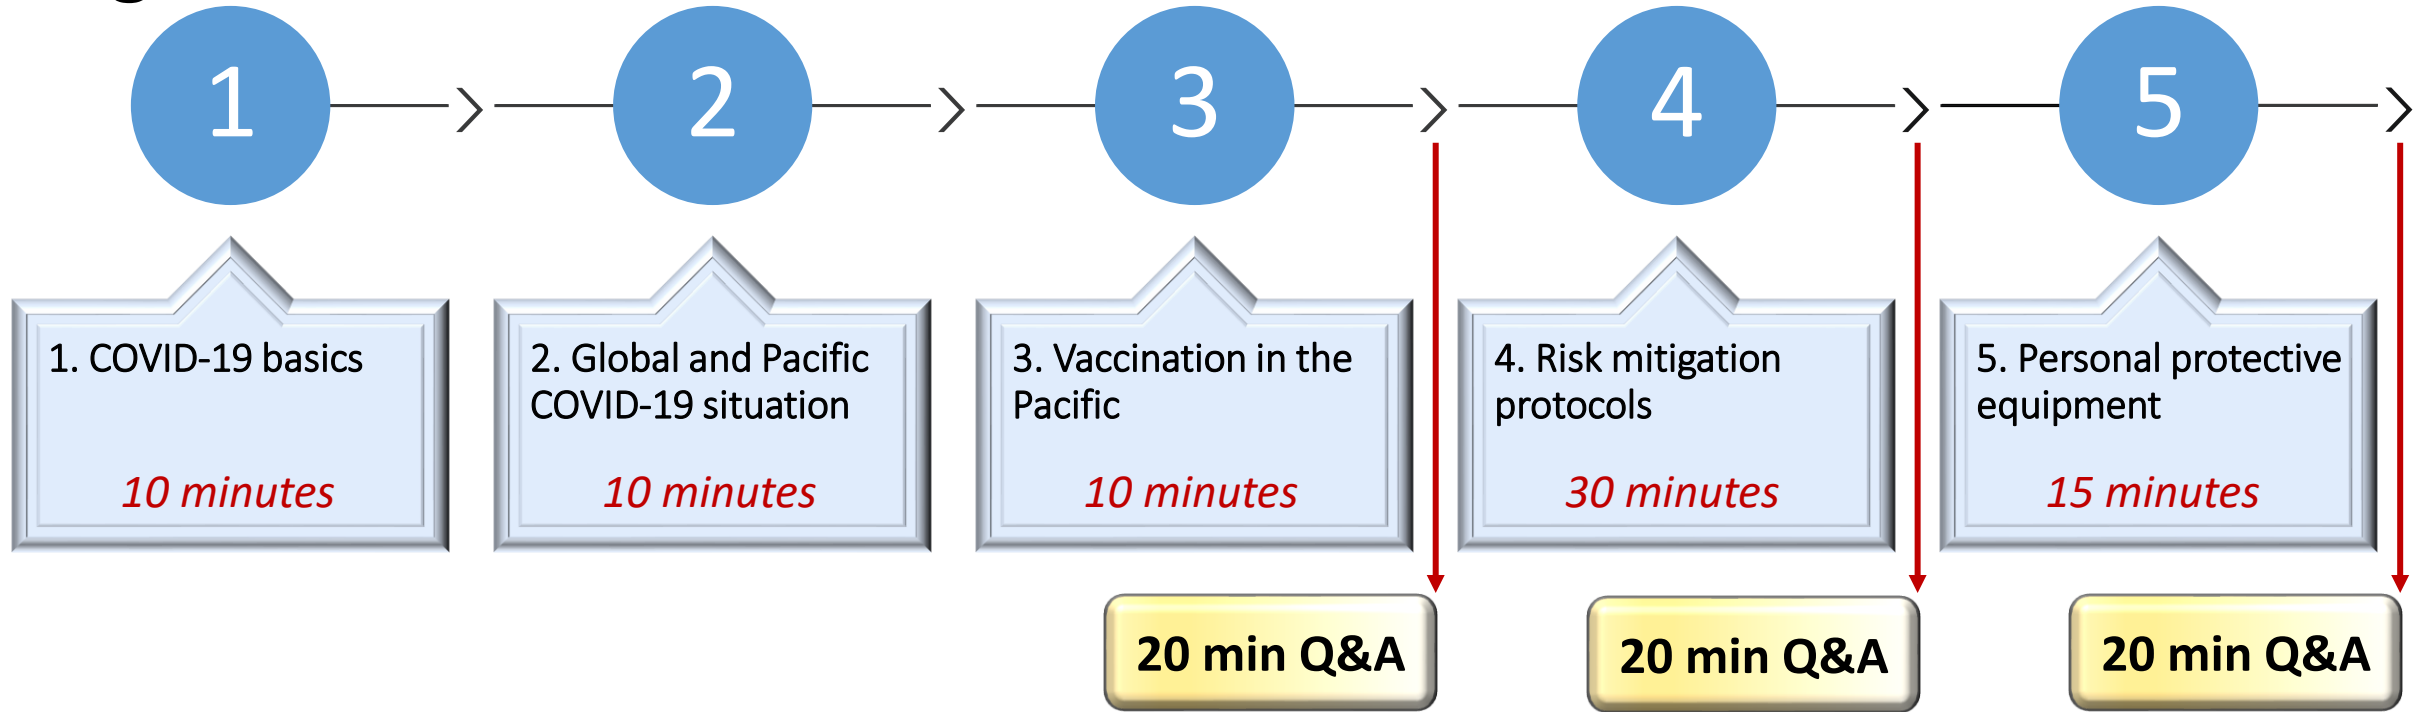 1
2
3
4
5
1. COVID-19 basics
10 minutes
2. Global and Pacific
COVID-19 situation
10 minutes
3. Vaccination in the
Pacific
10 minutes
4. Risk mitigation
protocols
30 minutes
5. Personal protective
equipment
15 minutes
20 min Q&A
20 min Q&A
20 min Q&A